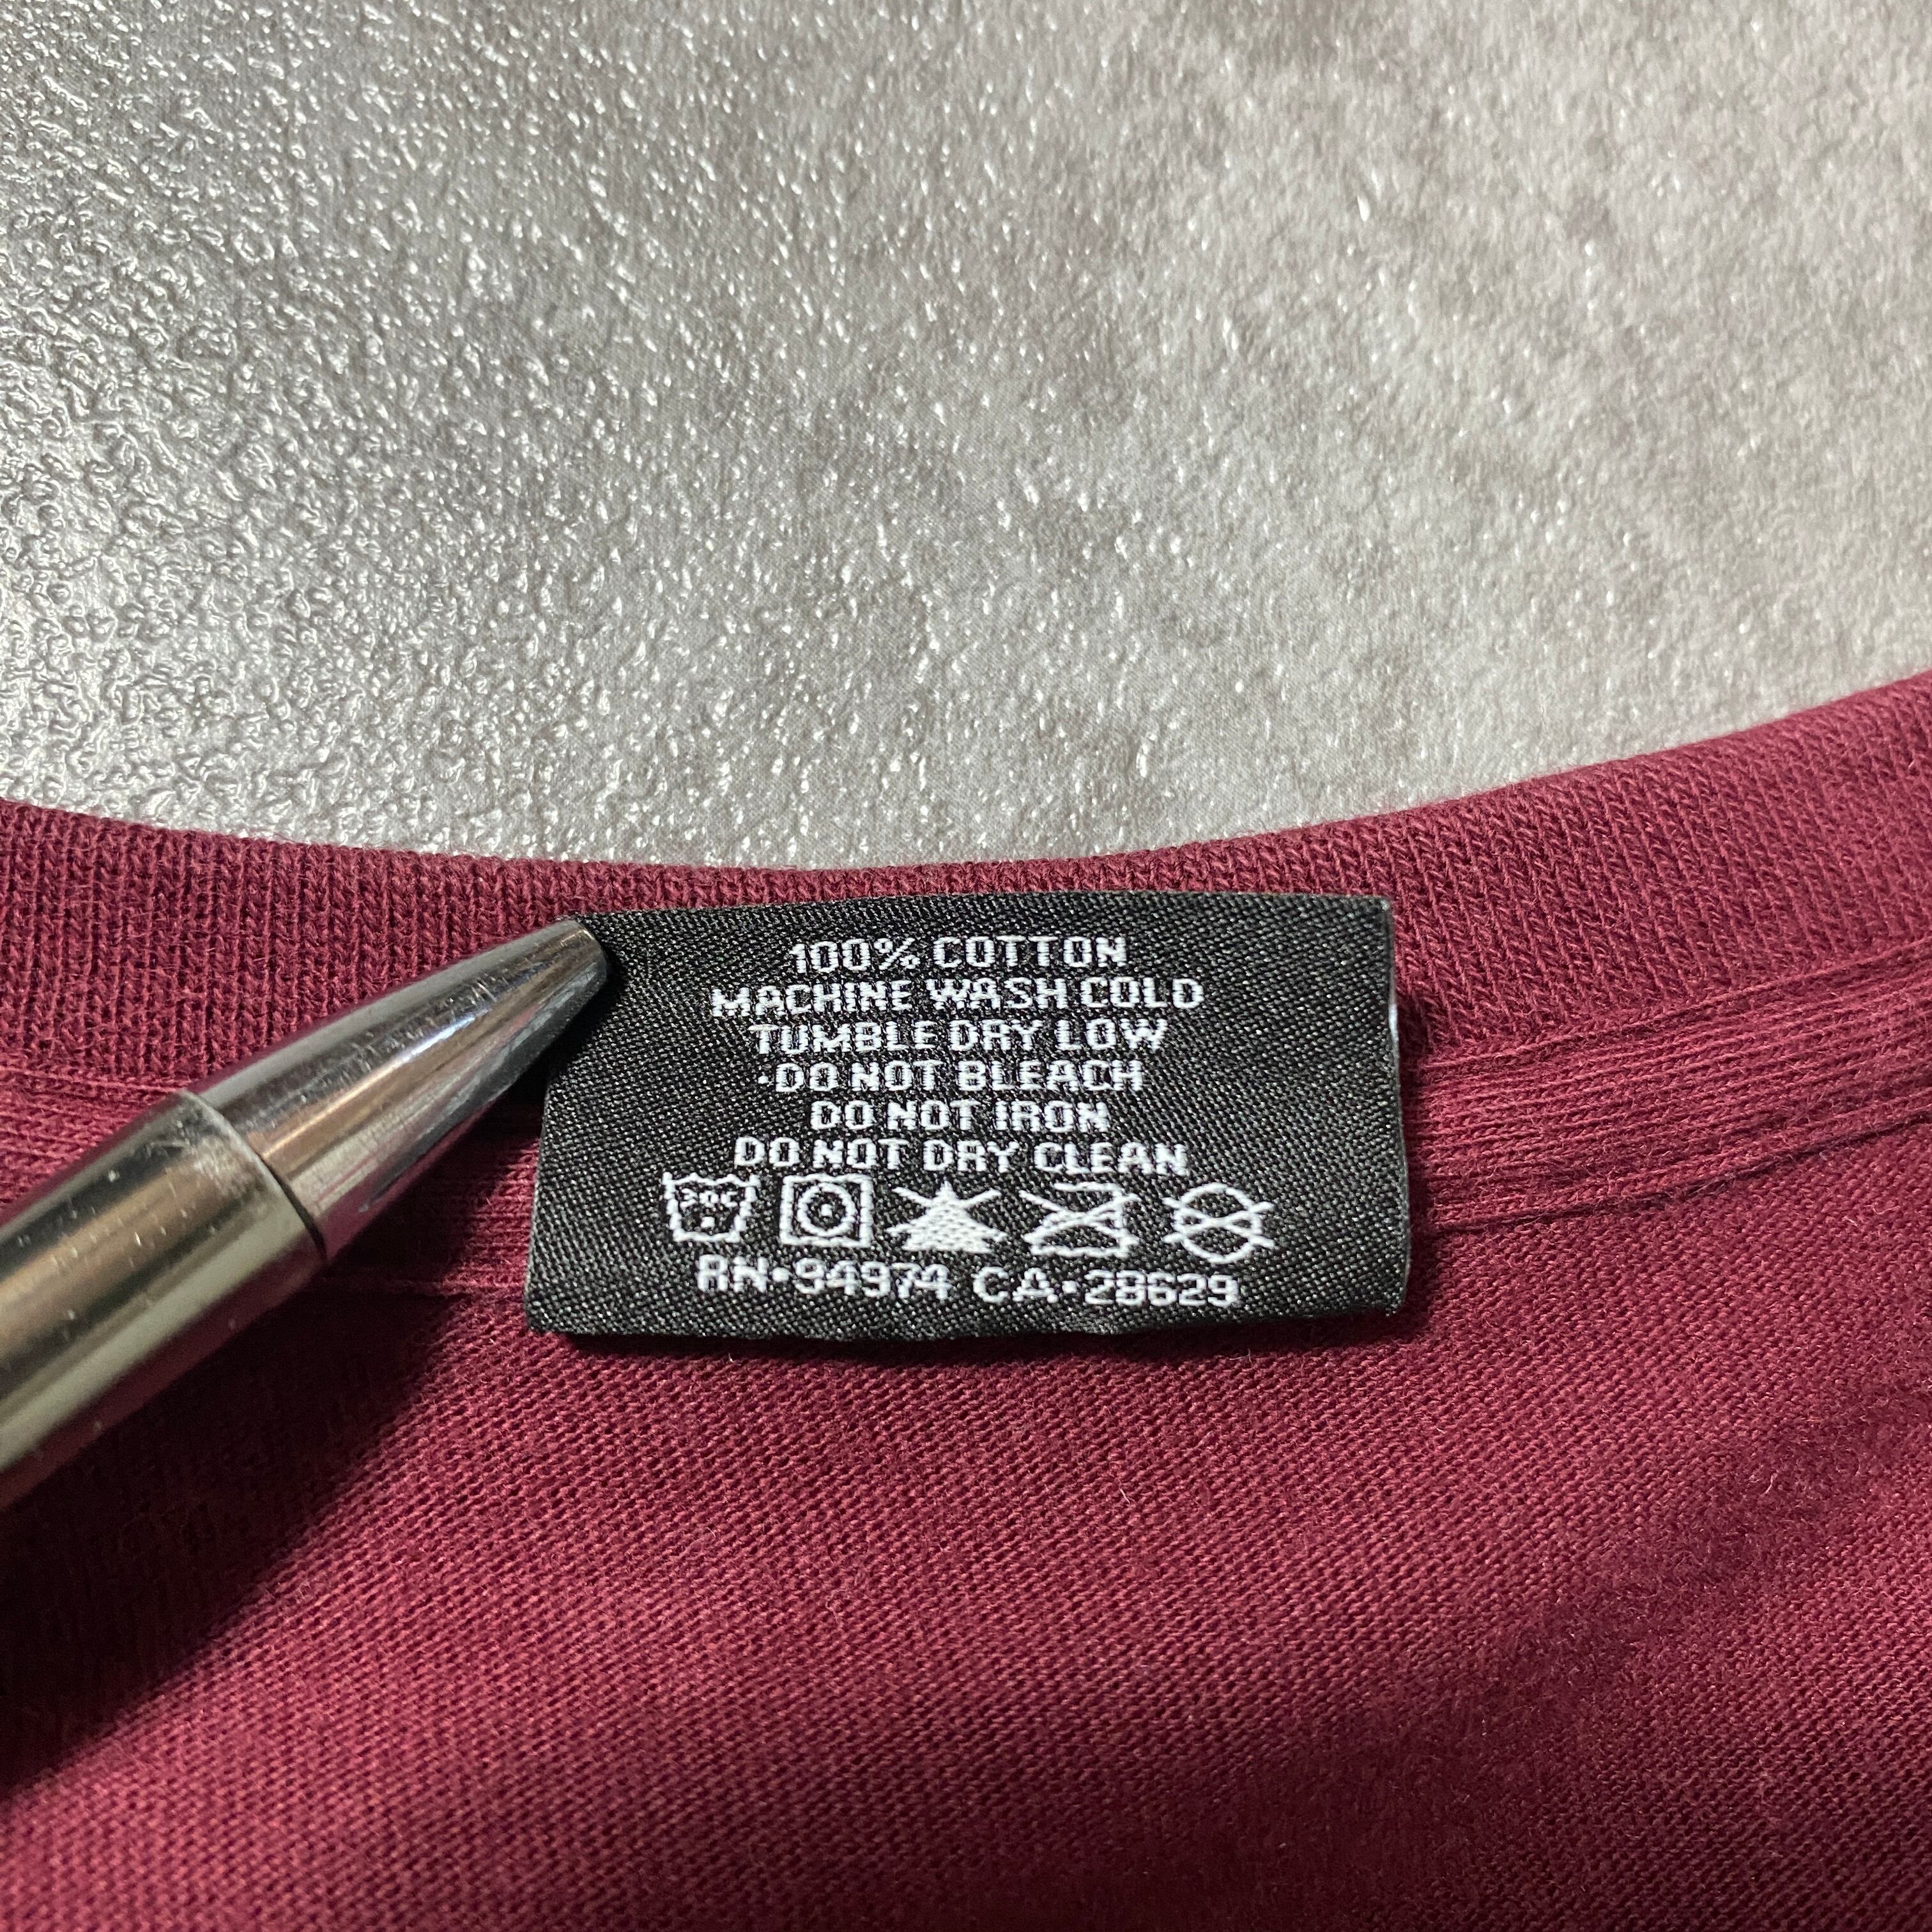 100% COTTON
MACHINE WASH COLD
TUMBLE DRY LOW
·DO NOT BLEACH
DO NOT IRON
DO NOT DRY CLEAN
30C
RN·94974 CA·28629